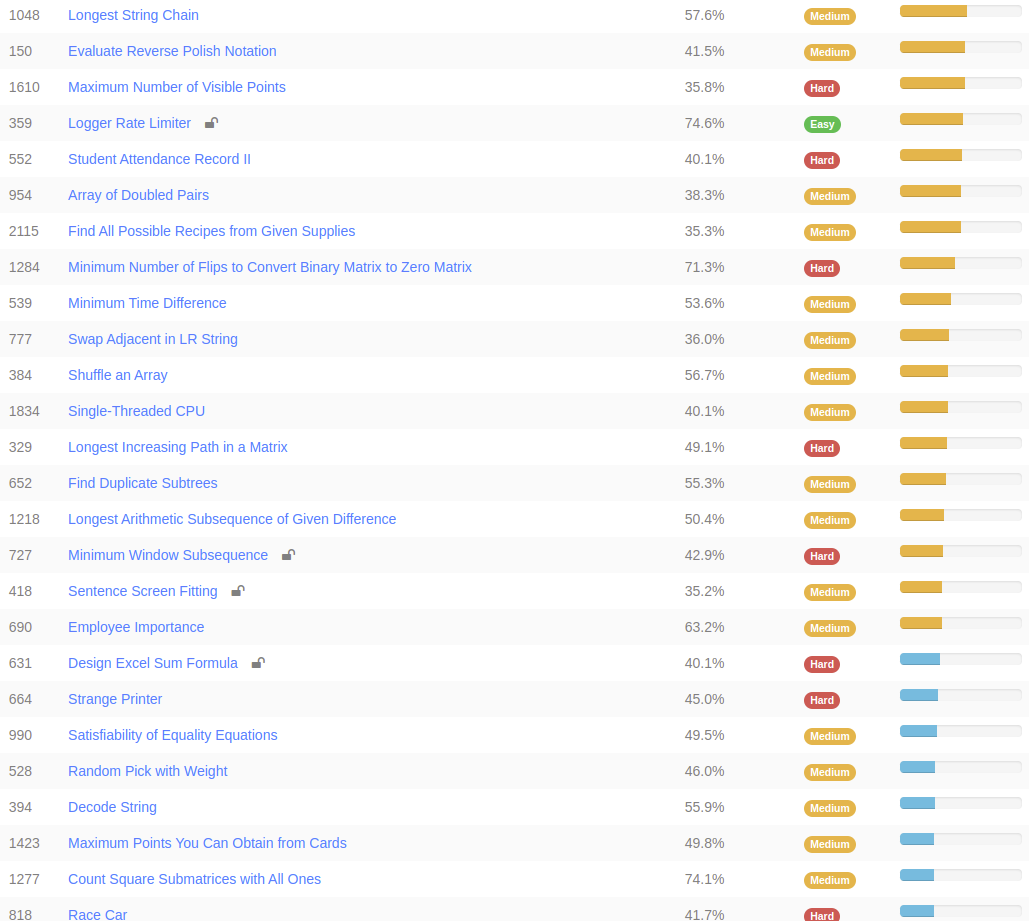 1048 Longest String Chain 57.6% Medium
150 Evaluate Reverse Polish Notation 41.5% Medium
1610 Maximum Number of Visible Points 35.8% Hard
359 Logger Rate Limiter 74.6% Easy
552 Student Attendance Record II 40.1% Hard
954 Array of Doubled Pairs 38.3% Medium
2115 Find All Possible Recipes from Given Supplies 35.3% Medium
1284 Minimum Number of Flips to Convert Binary Matrix to Zero Matrix 71.3% Hard
539 Minimum Time Difference 53.6% Medium
777 Swap Adjacent in LR String 36.0% Medium
384 Shuffle an Array 56.7% Medium
1834 Single-Threaded CPU 40.1% Medium
329 Longest Increasing Path in a Matrix 49.1% Hard
652 Find Duplicate Subtrees 55.3% Medium
1218 Longest Arithmetic Subsequence of Given Difference 50.4% Medium
727 Minimum Window Subsequence 42.9% Hard
418 Sentence Screen Fitting 35.2% Medium
690 Employee Importance 63.2% Medium
631 Design Excel Sum Formula 40.1% Hard
664 Strange Printer 45.0% Hard
990 Satisfiability of Equality Equations 49.5% Medium
528 Random Pick with Weight 46.0% Medium
394 Decode String 55.9% Medium
1423 Maximum Points You Can Obtain from Cards 49.8% Medium
1277 Count Square Submatrices with All Ones 74.1% Medium
818 Race Car 41.7% Hard